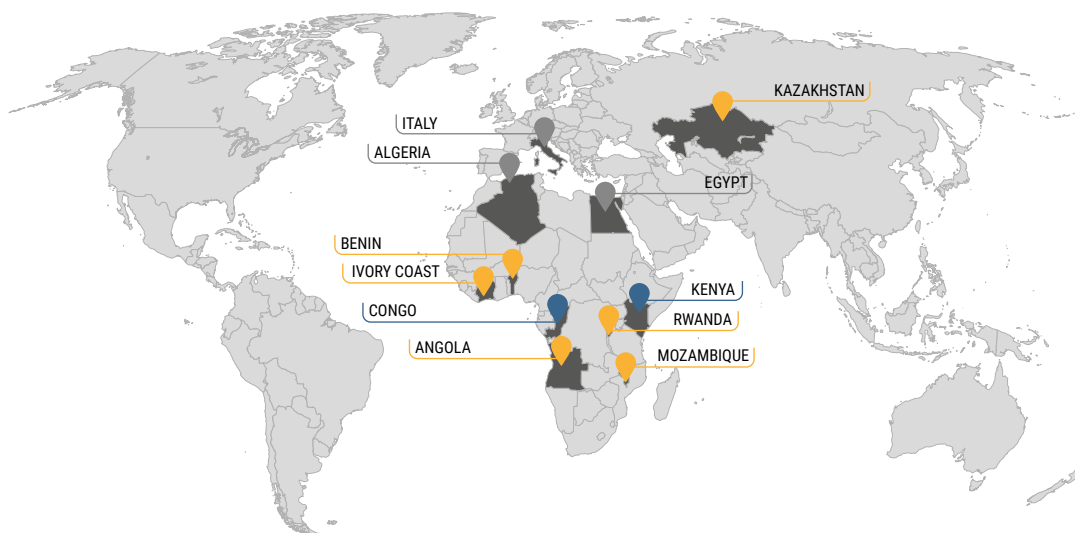 KAZAKHSTAN
ITALY
ALGERIA
EGYPT
BENIN
IVORY COAST
KENYA
CONGO
RWANDA
ANGOLA
MOZAMBIQUE